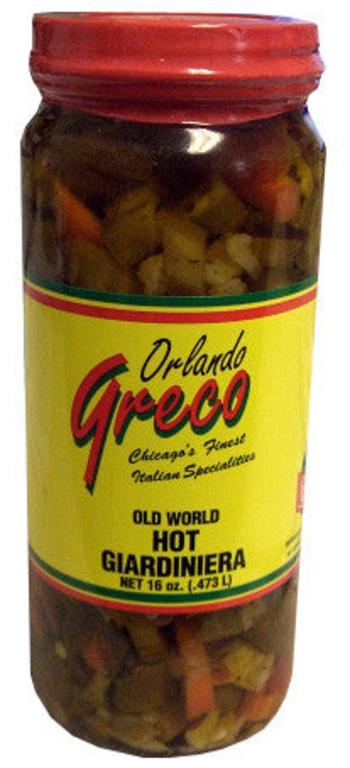 Orlando
Greco
Chicago's Finest
Italian Specialities
OLD WORLD
HOT
GIARDINIERA
NET 16 oz. (.473 L)